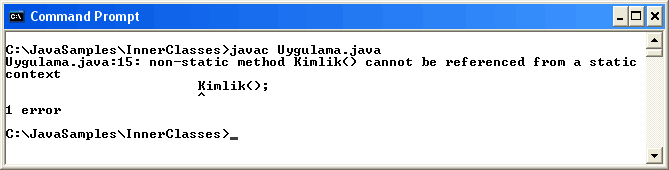 Command Prompt
C:\JavaSamples\InnerClasses>javac Uygulama.java
Uygulama.java:15: non-static method Kimlik() cannot be referenced from a static
context
Kimlik();
^
1 error
C:\JavaSamples\InnerClasses>_